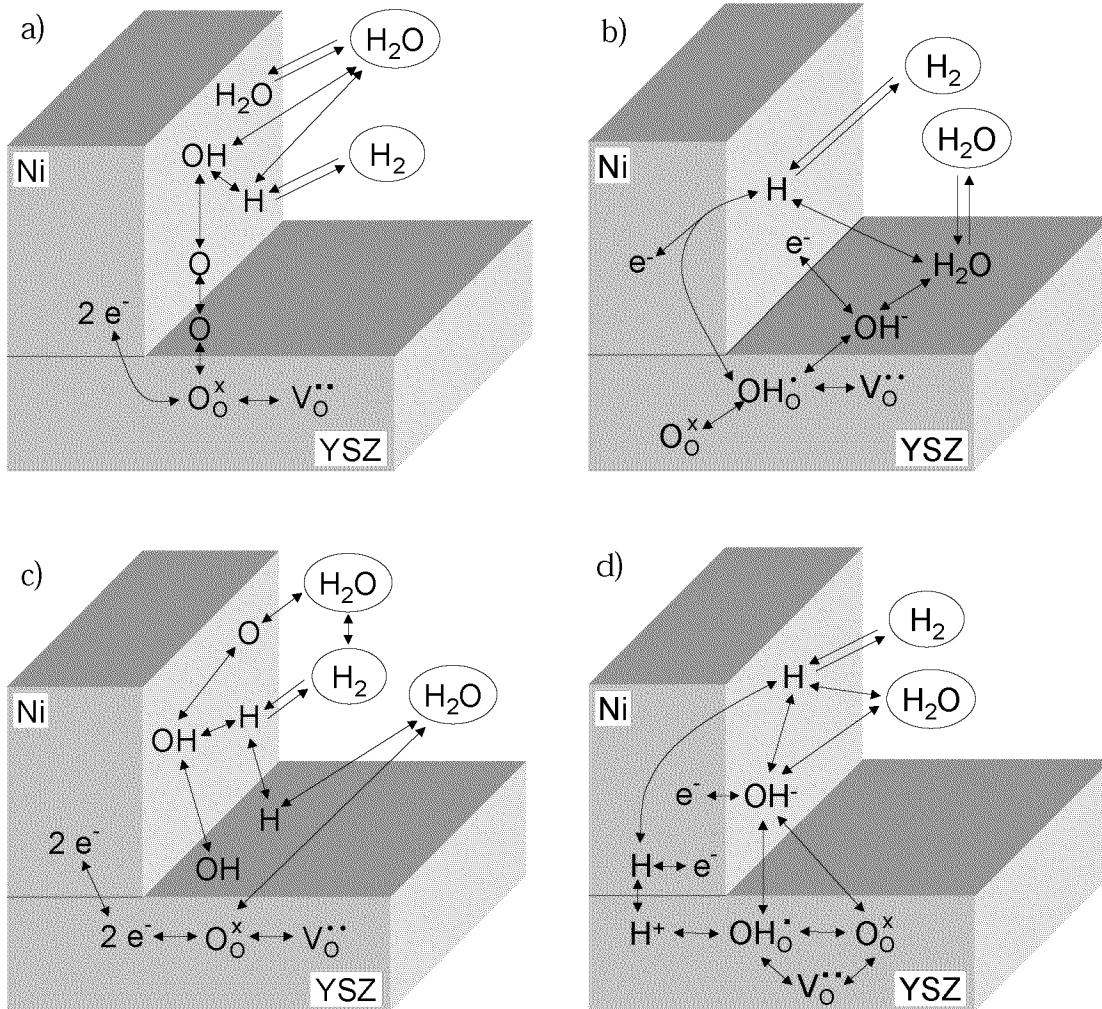 a)
H₂O
H₂O
Ni
OH
H₂
H
O
2 e⁻
O
Oₒˣ
Vₒ••
YSZ
b)
H₂
H₂O
Ni
H
e⁻
e⁻
H₂O
OH⁻
OHₒ•
Vₒ••
Oₒˣ
YSZ
c)
H₂O
O
H₂
H₂O
Ni
H
OH
H
2 e⁻
OH
2 e⁻
Oₒˣ
Vₒ••
YSZ
d)
H₂
H
H₂O
Ni
e⁻
OH⁻
H
e⁻
H⁺
OHₒ•
Oₒˣ
Vₒ••
YSZ